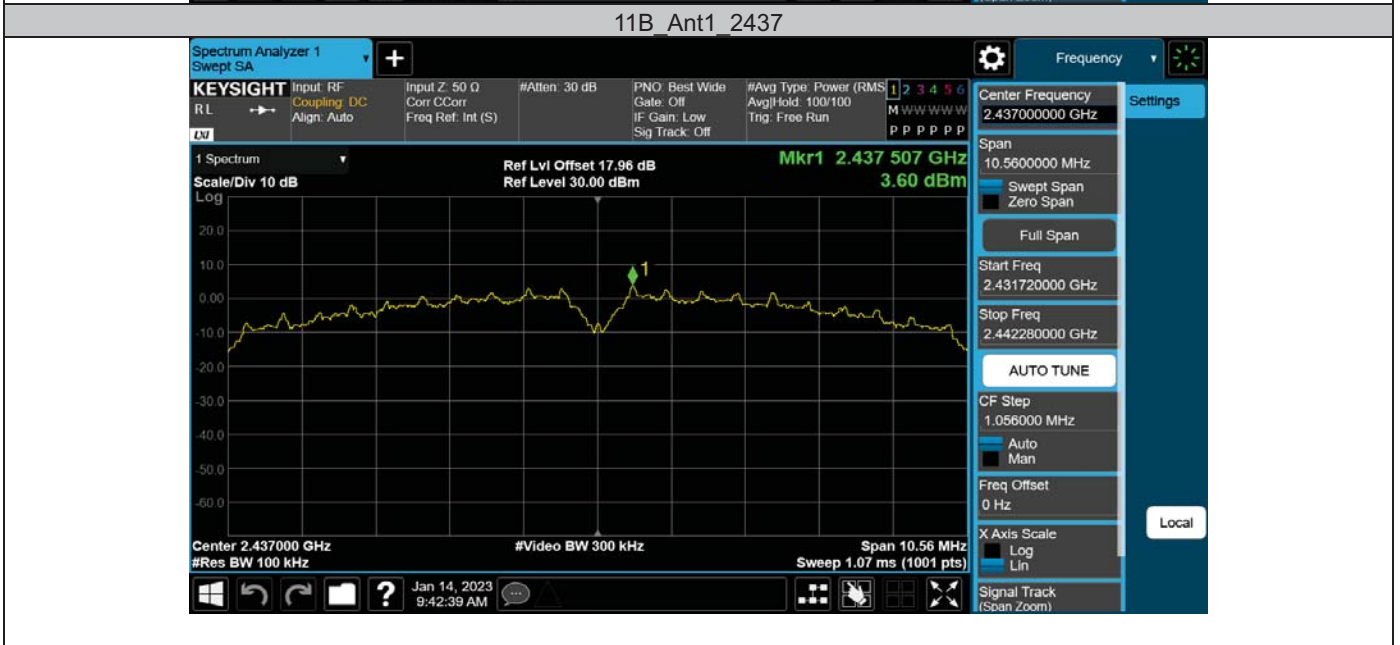 11B_Ant1_2437
Spectrum Analyzer 1
Swept SA
+
Frequency
KEYSIGHT
RL
LXI
Input: RF
Coupling: DC
Align: Auto
Input Z: 50 Ω
Corr CCorr
Freq Ref: Int (S)
#Atten: 30 dB
PNO: Best Wide
Gate: Off
IF Gain: Low
Sig Track: Off
#Avg Type: Power (RMS
Avg|Hold: 100/100
Trig: Free Run
1 2 3 4 5 6
M W W W W W
P P P P P P
1 Spectrum
Scale/Div 10 dB
Ref Lvl Offset 17.96 dB
Ref Level 30.00 dBm
Mkr1 2.437 507 GHz
3.60 dBm
Log
20.0
10.0
0.00
-10.0
-20.0
-30.0
-40.0
-50.0
-60.0
1
Center 2.437000 GHz
#Res BW 100 kHz
#Video BW 300 kHz
Span 10.56 MHz
Sweep 1.07 ms (1001 pts)
Center Frequency
2.437000000 GHz
Settings
Span
10.5600000 MHz
Swept Span
Zero Span
Full Span
Start Freq
2.431720000 GHz
Stop Freq
2.442280000 GHz
AUTO TUNE
CF Step
1.056000 MHz
Auto
Man
Freq Offset
0 Hz
X Axis Scale
Log
Lin
Local
Signal Track
(Span Zoom)
?
Jan 14, 2023
9:42:39 AM